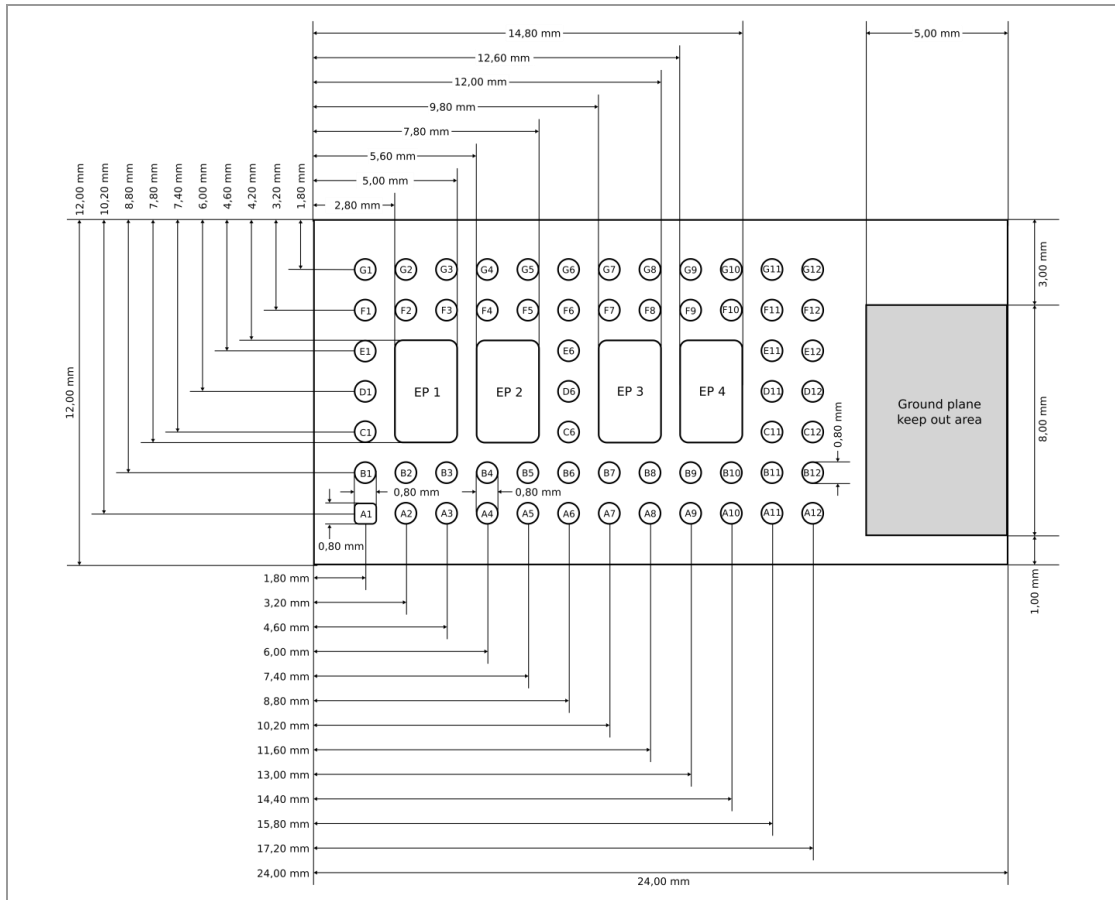 14,80 mm
5,00 mm
12,60 mm
12,00 mm
9,80 mm
7,80 mm
5,60 mm
5,00 mm
2,80 mm
12,00 mm
10,20 mm
8,80 mm
7,80 mm
7,40 mm
6,00 mm
4,60 mm
4,20 mm
3,20 mm
1,80 mm
3,00 mm
G1 G2 G3 G4 G5 G6 G7 G8 G9 G10 G11 G12
F1 F2 F3 F4 F5 F6 F7 F8 F9 F10 F11 F12
E1 E6 E11 E12
D1 EP 1 EP 2 D6 EP 3 EP 4 D11 D12
Ground plane
keep out area
12,00 mm
8,00 mm
C1 C6 C11 C12
0,80 mm
B1 B2 B3 B4 B5 B6 B7 B8 B9 B10 B11 B12
0,80 mm 0,80 mm
A1 A2 A3 A4 A5 A6 A7 A8 A9 A10 A11 A12
0,80 mm
1,00 mm
1,80 mm
3,20 mm
4,60 mm
6,00 mm
7,40 mm
8,80 mm
10,20 mm
11,60 mm
13,00 mm
14,40 mm
15,80 mm
17,20 mm
24,00 mm
24,00 mm